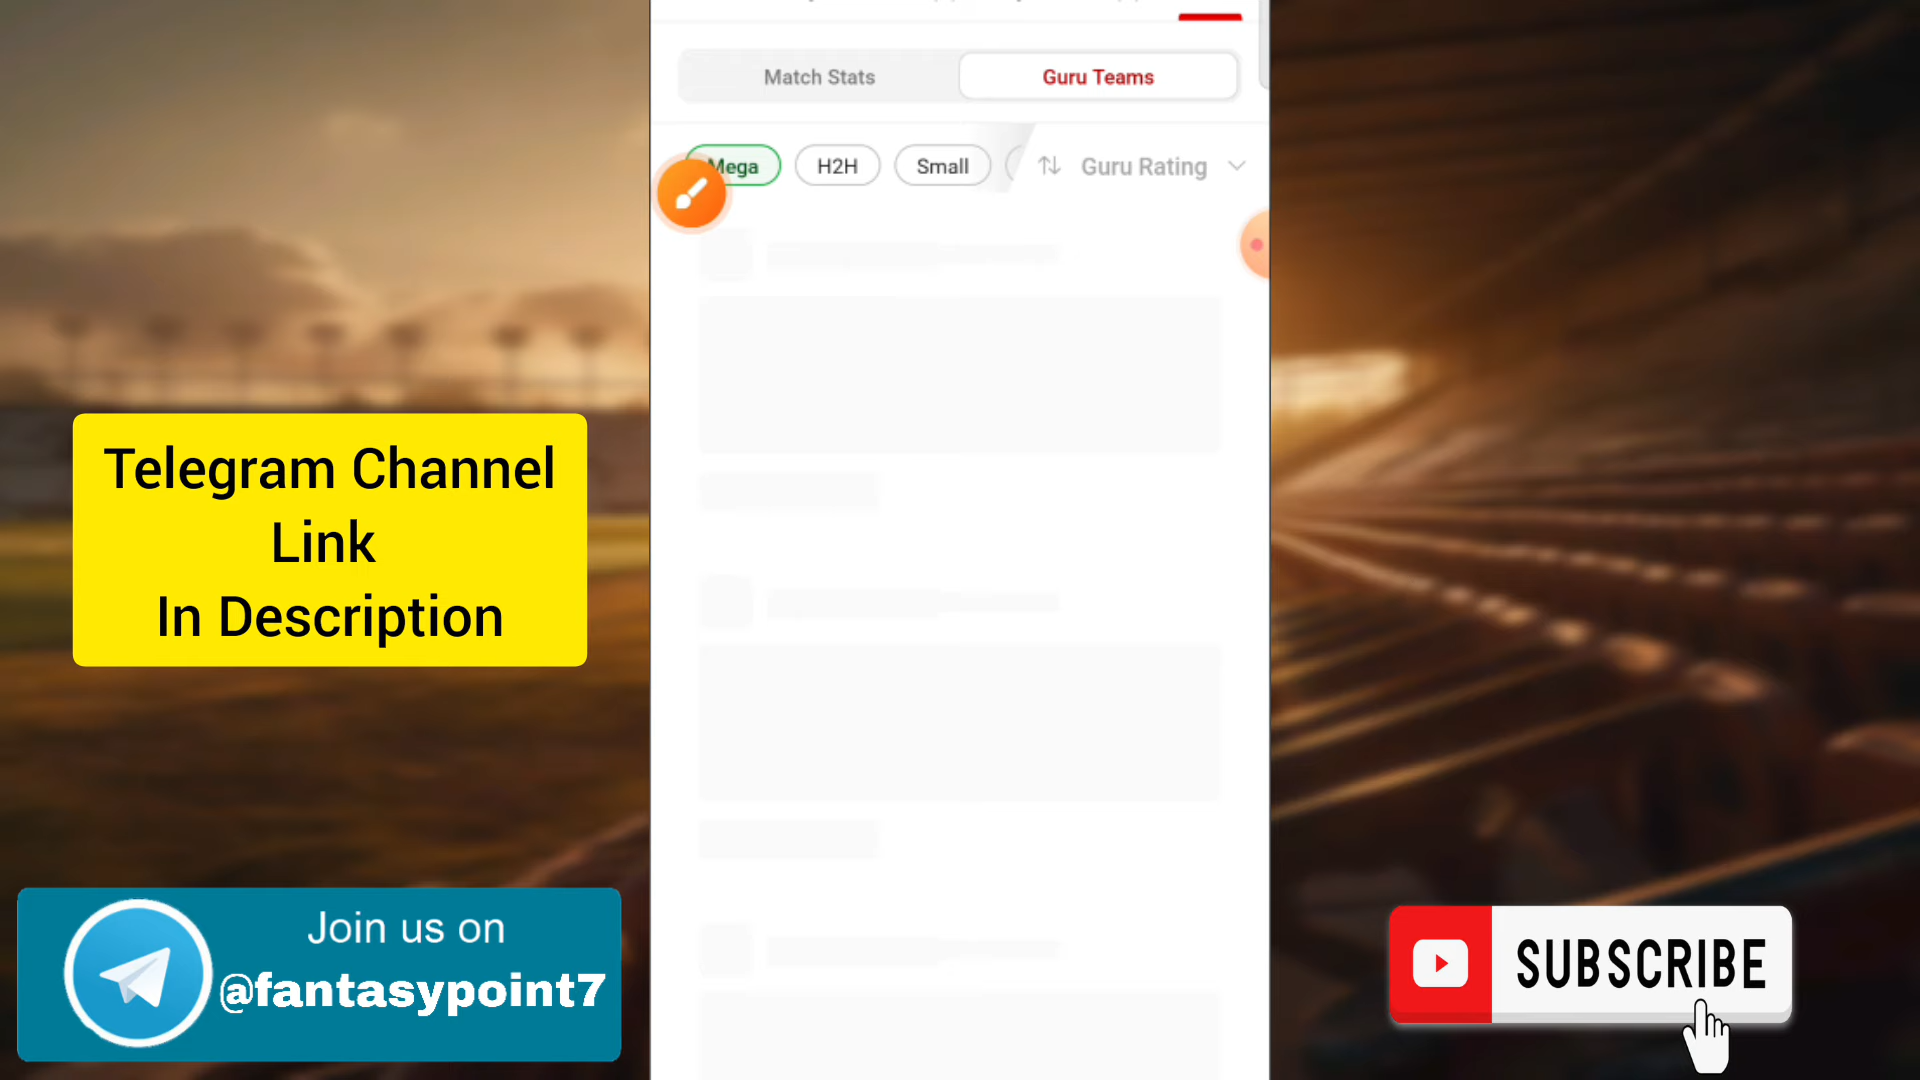 Match Stats
Guru Teams
Mega
H2H
Small
Guru Rating
Telegram Channel
Link
In Description
Join us on
@fantasypoint7
SUBSCRIBE